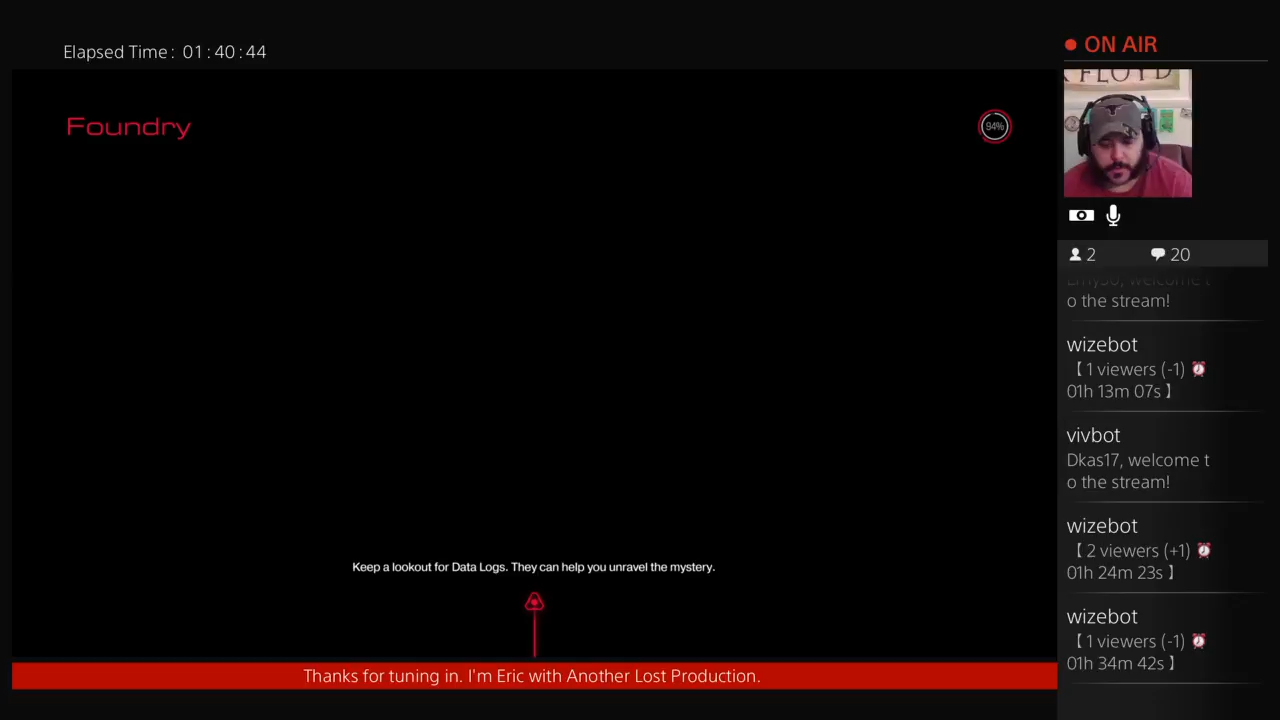 Elapsed Time: 01:40:44
ON AIR
FLOYD
Foundry
94%
2
20
o the stream!
wizebot
【1 viewers (-1) ⏰
01h 13m 07s】
vivbot
Dkas17, welcome t
o the stream!
wizebot
【2 viewers (+1) ⏰
01h 24m 23s】
wizebot
【1 viewers (-1) ⏰
01h 34m 42s】
Keep a lookout for Data Logs. They can help you unravel the mystery.
Thanks for tuning in. I'm Eric with Another Lost Production.